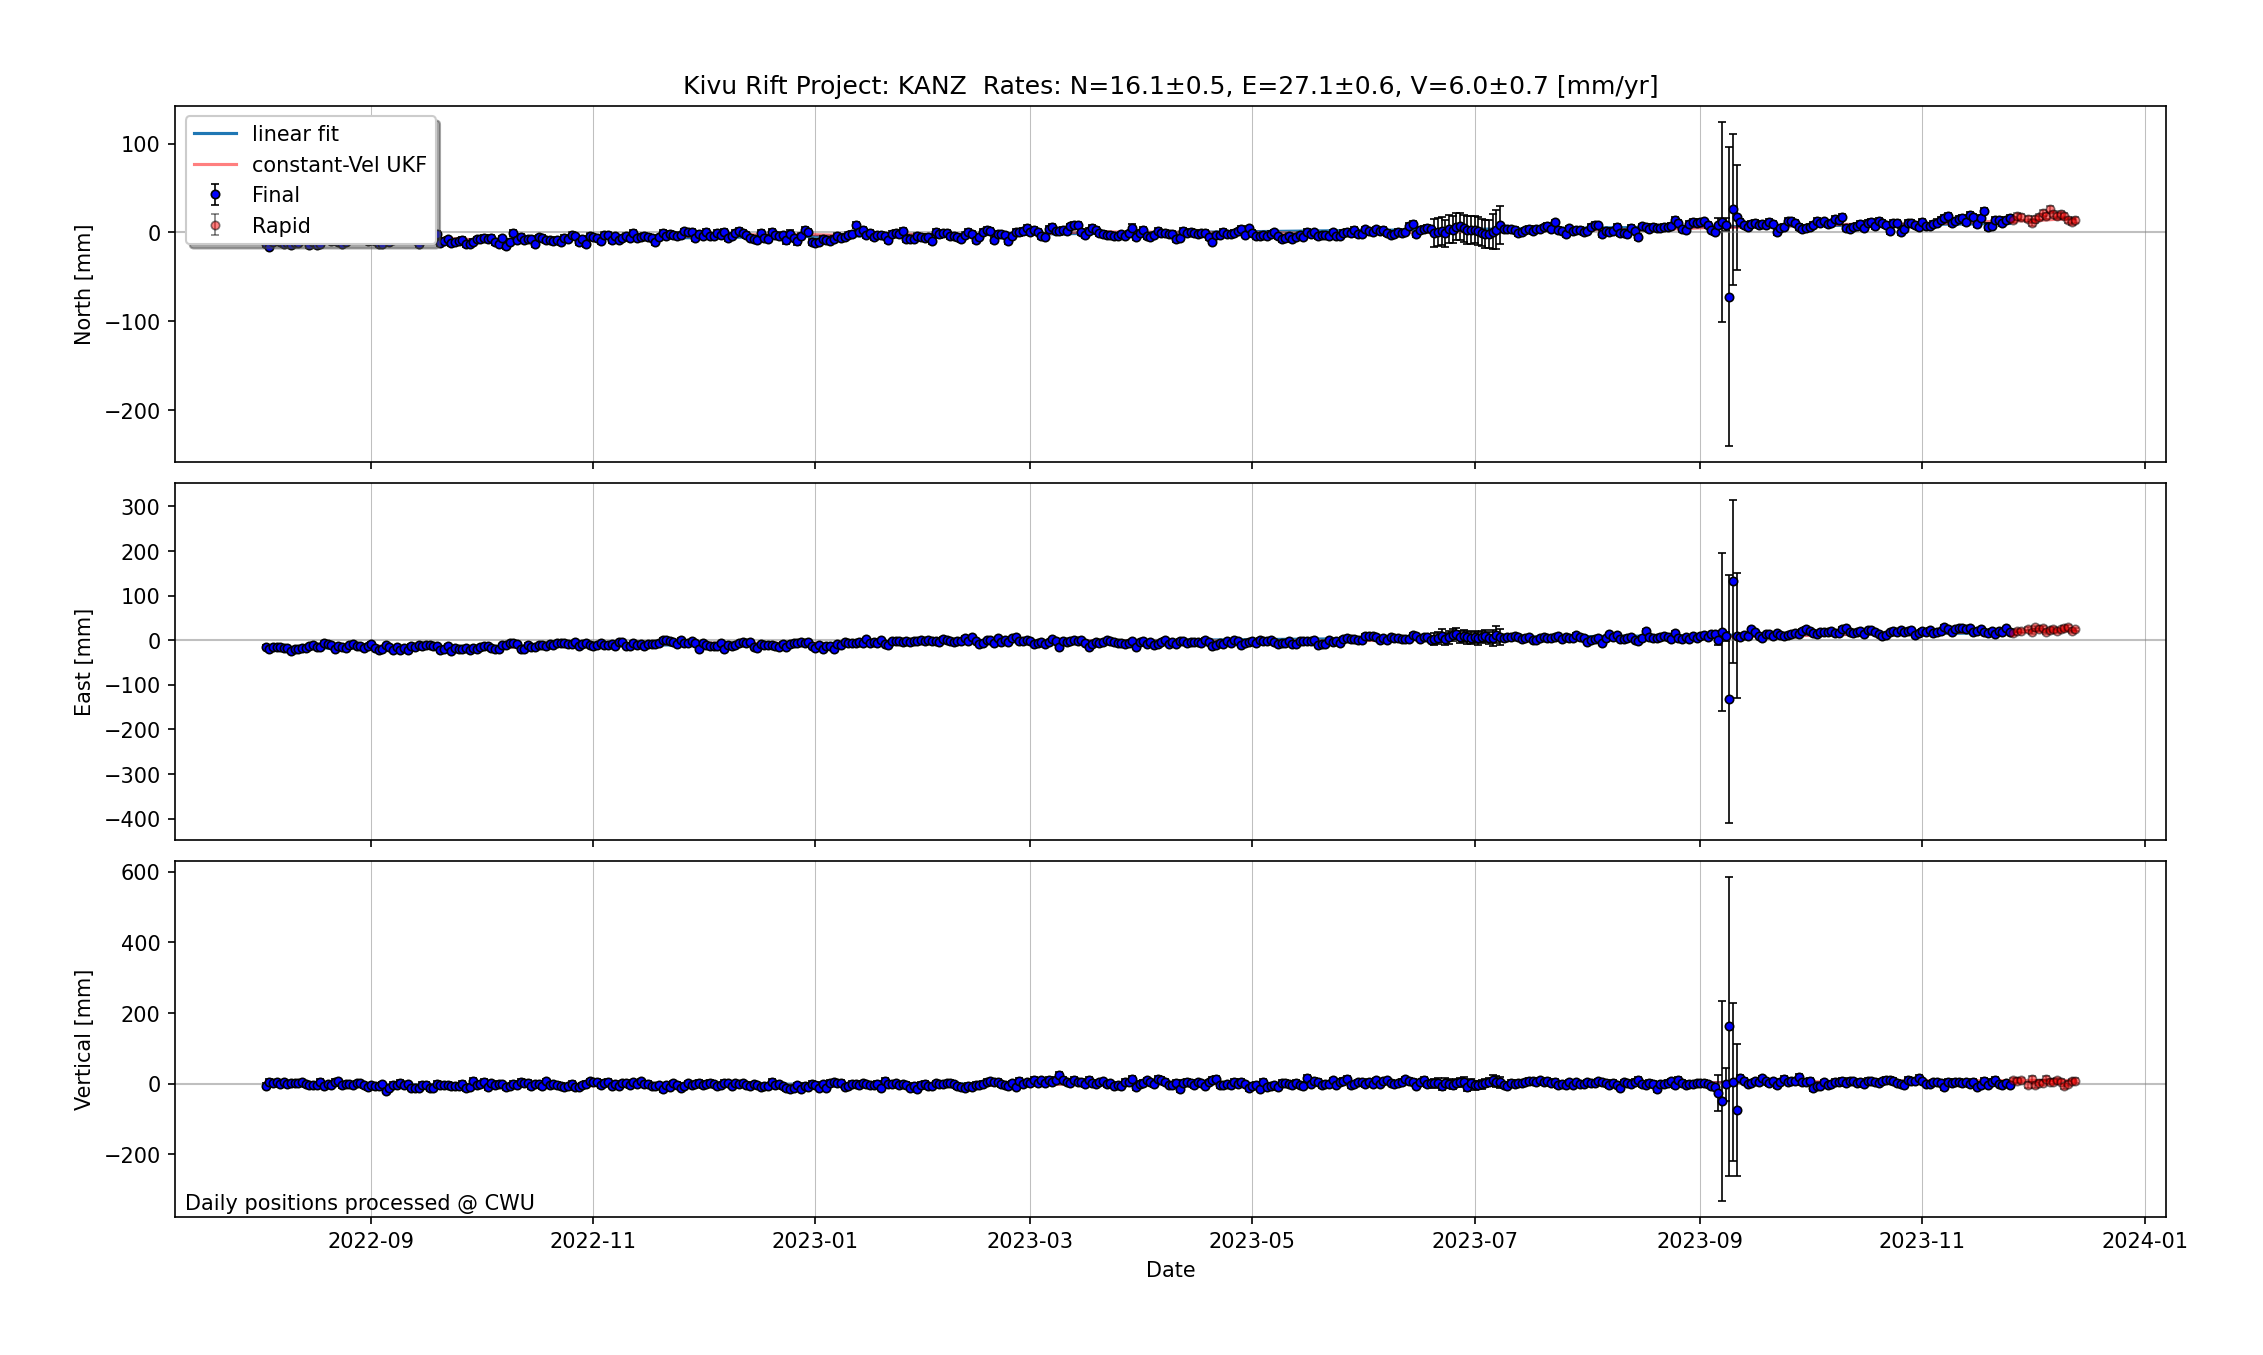 Kivu Rift Project: KANZ  Rates: N=16.1±0.5, E=27.1±0.6, V=6.0±0.7 [mm/yr]
linear fit
constant-Vel UKF
Final
Rapid
North [mm]
100
0
−100
−200
East [mm]
300
200
100
0
−100
−200
−300
−400
Vertical [mm]
600
400
200
0
−200
Daily positions processed @ CWU
2022-09 2022-11 2023-01 2023-03 2023-05 2023-07 2023-09 2023-11 2024-01
Date